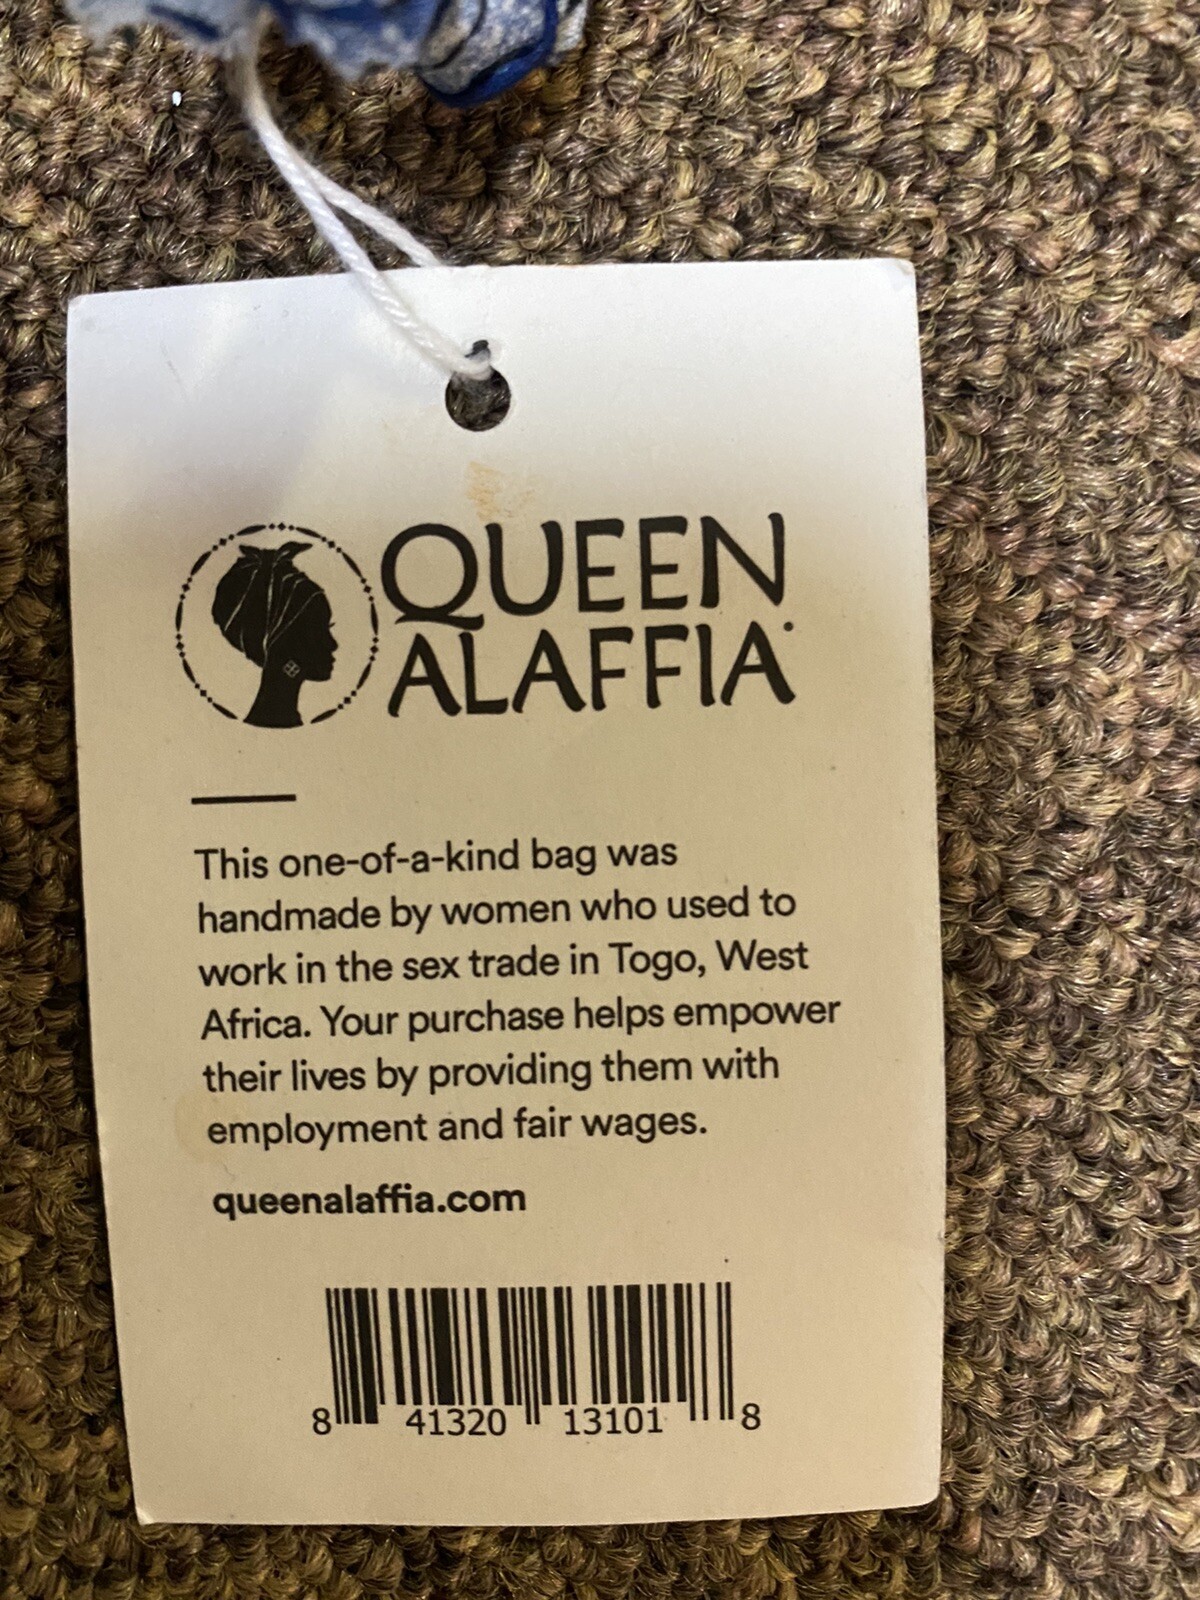 QUEEN
ALAFFIA
This one-of-a-kind bag was
handmade by women who used to
work in the sex trade in Togo, West
Africa. Your purchase helps empower
their lives by providing them with
employment and fair wages.
queenalaffia.com
8 41320 13101 8